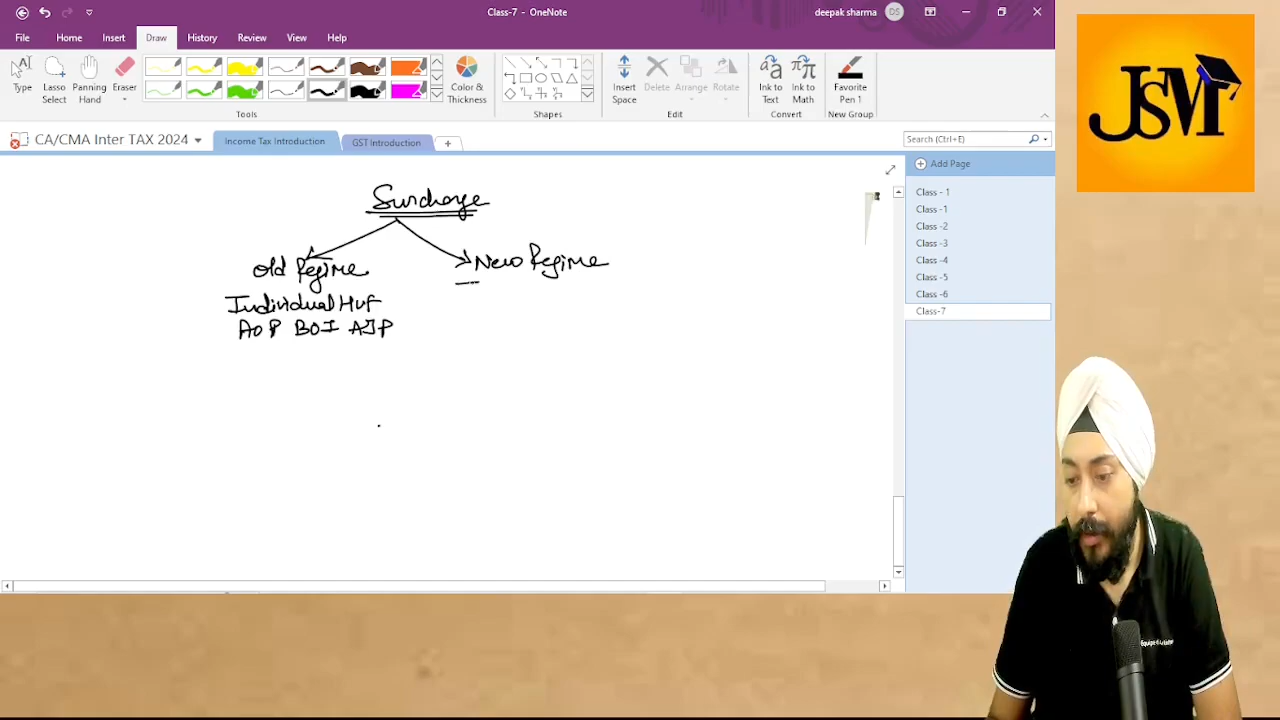 Class-7 - OneNote
deepak sharma DS
File Home Insert Draw History Review View Help
Type
Lasso Select
Panning Hand
Eraser
Color & Thickness
Insert Space
Delete
Arrange
Rotate
Ink to Text
Ink to Math
Favorite Pen 1
Tools
Shapes
Edit
Convert
New Group
CA/CMA Inter TAX 2024
Income Tax Introduction
GST Introduction
Search (Ctrl+E)
Add Page
Class - 1
Class -1
Class -2
Class -3
Class -4
Class -5
Class -6
Class-7
Surcharge
Old Regime
New Regime
Individual HUF
AOP BOI AJP
JSM